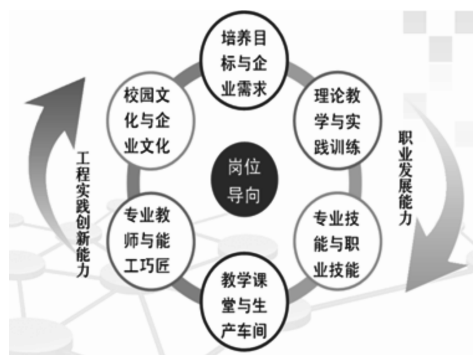 培养目
标与企
业需求
理论教
学与实
践训练
专业技
能与职
业技能
教学课
堂与生
产车间
专业教
师与能
工巧匠
校园文
化与企
业文化
岗位
导向
工程实践创新能力
职业发展能力